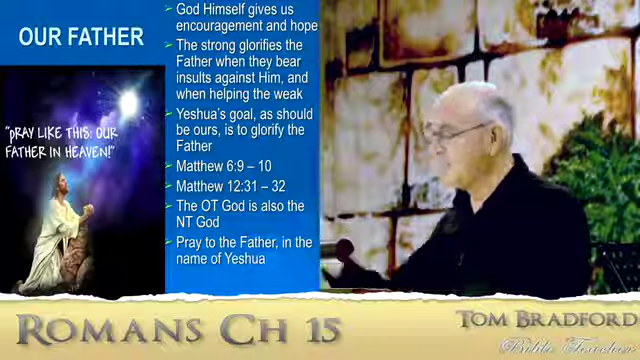 OUR FATHER
"PRAY LIKE THIS: OUR
FATHER IN HEAVEN!"
God Himself gives us
encouragement and hope
The strong glorifies the
Father when they bear
insults against Him, and
when helping the weak
Yeshua's goal, as should
be ours, is to glorify the
Father
Matthew 6:9 – 10
Matthew 12:31 – 32
The OT God is also the
NT God
Pray to the Father, in the
name of Yeshua
ROMANS CH 15
TOM BRADFORD
Bible